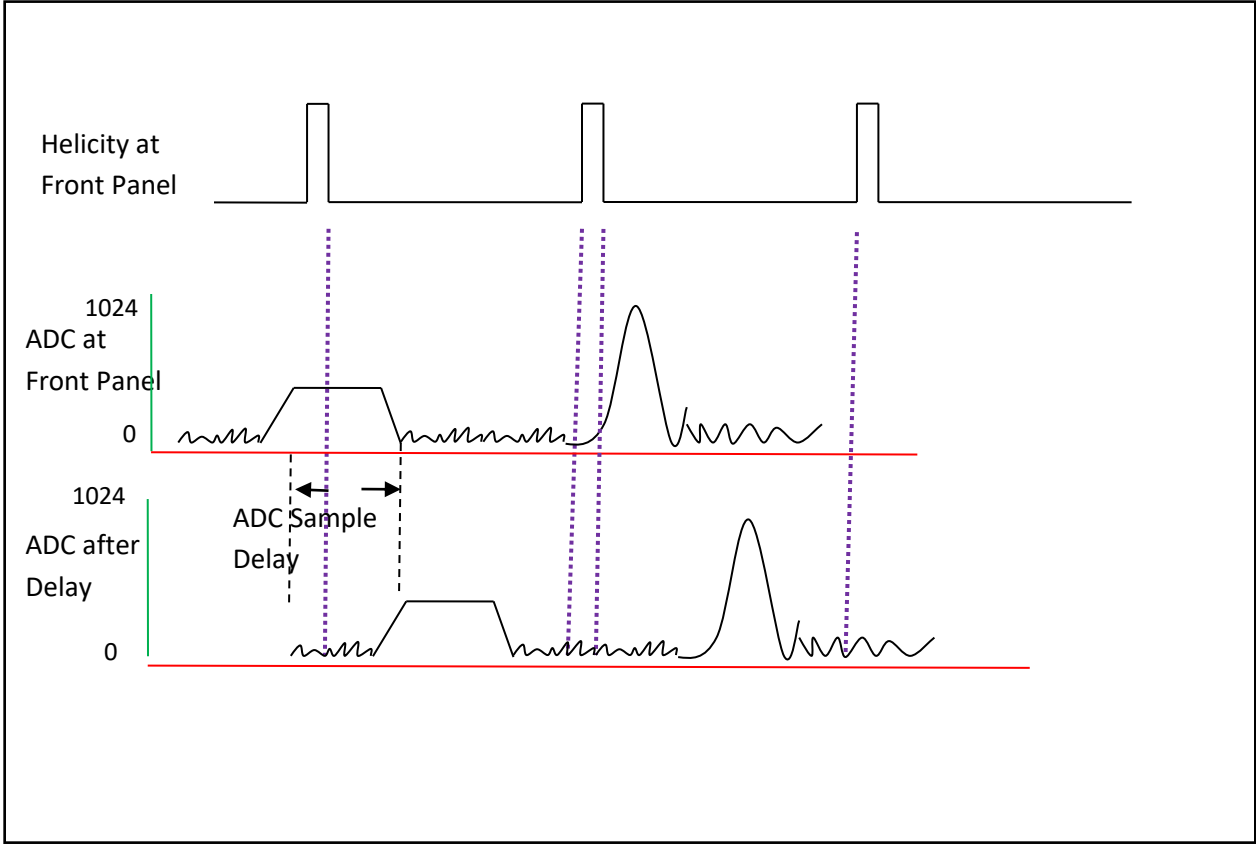 Helicity at
Front Panel
1024
ADC at
Front Panel
0
1024
ADC Sample
Delay
ADC after
Delay
0